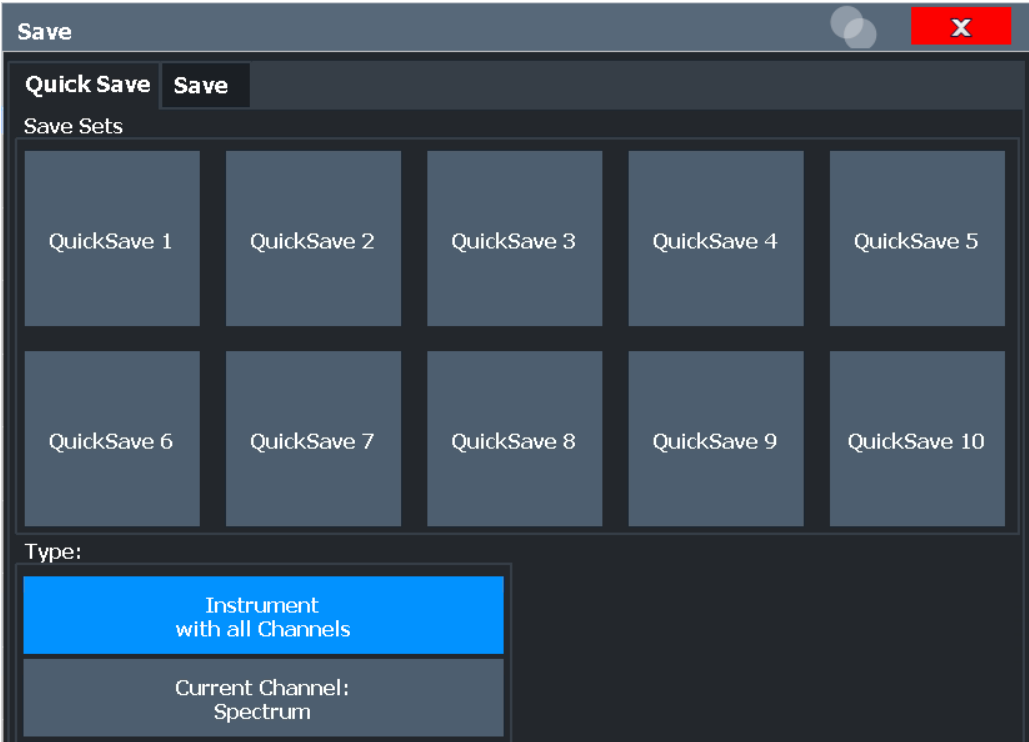 Save
X
Quick Save
Save
Save Sets
QuickSave 1
QuickSave 2
QuickSave 3
QuickSave 4
QuickSave 5
QuickSave 6
QuickSave 7
QuickSave 8
QuickSave 9
QuickSave 10
Type:
Instrument
with all Channels
Current Channel:
Spectrum